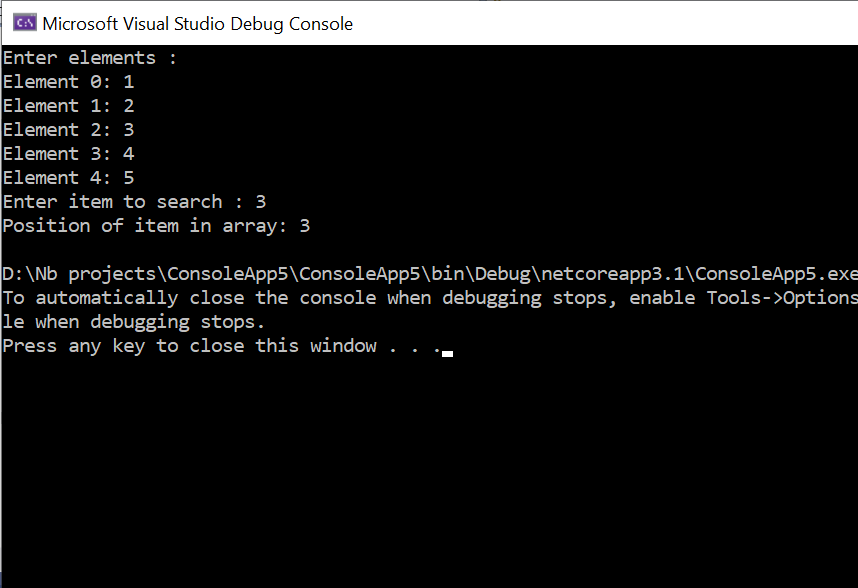 C:\ Microsoft Visual Studio Debug Console
Enter elements :
Element 0: 1
Element 1: 2
Element 2: 3
Element 3: 4
Element 4: 5
Enter item to search : 3
Position of item in array: 3
D:\Nb projects\ConsoleApp5\ConsoleApp5\bin\Debug\netcoreapp3.1\ConsoleApp5.exe
To automatically close the console when debugging stops, enable Tools->Options
le when debugging stops.
Press any key to close this window . . .